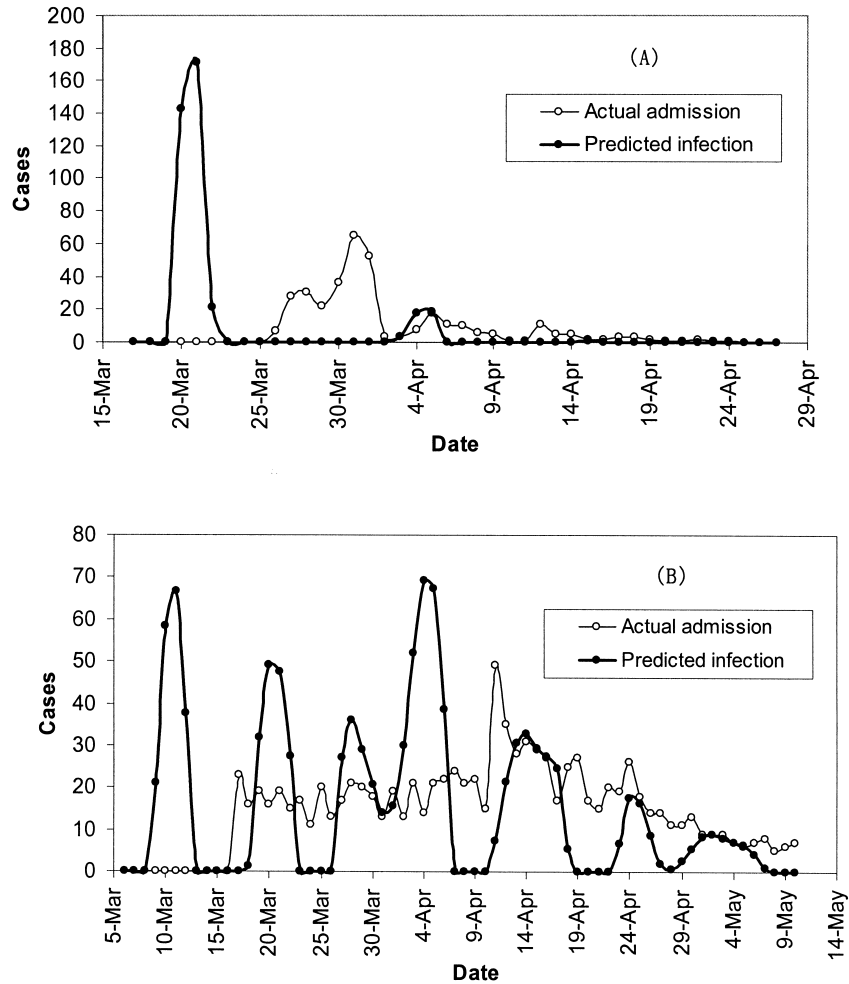 200
180
160
140
120
100
80
60
40
20
0
Cases
(A)
Actual admission
Predicted infection
15-Mar
20-Mar
25-Mar
30-Mar
4-Apr
9-Apr
14-Apr
19-Apr
24-Apr
29-Apr
Date
80
70
60
50
40
30
20
10
0
Cases
(B)
Actual admission
Predicted infection
5-Mar
10-Mar
15-Mar
20-Mar
25-Mar
30-Mar
4-Apr
9-Apr
14-Apr
19-Apr
24-Apr
29-Apr
4-May
9-May
14-May
Date